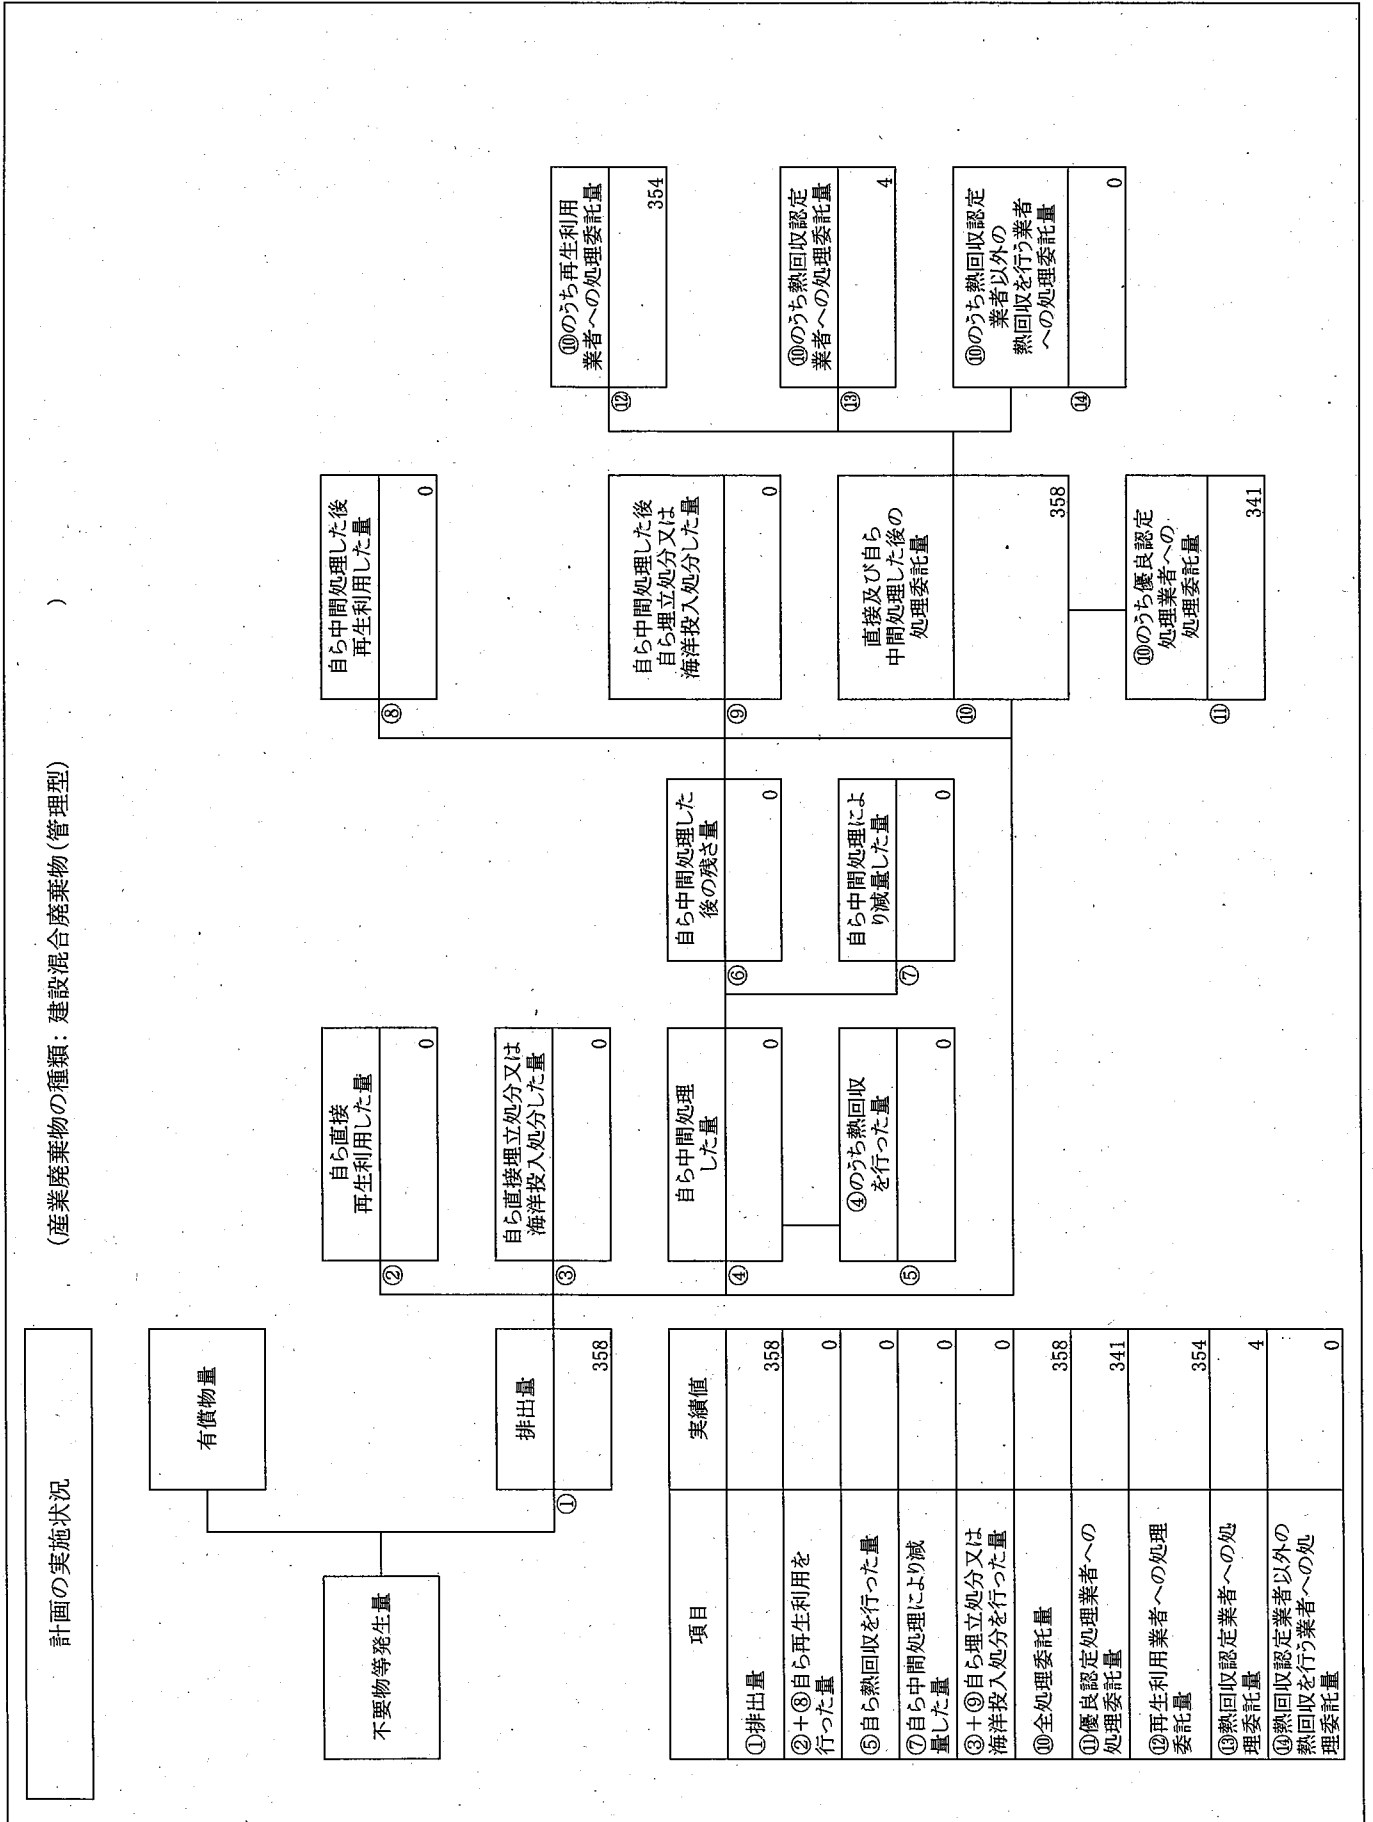 計画の実施状況
(産業廃棄物の種類: 建設混合廃棄物(管理型)
)
不要物等発生量
有償物量
①
排出量
358
②
自ら直接
再生利用した量
0
③
自ら直接埋立処分又は
海洋投入処分した量
0
④
自ら中間処理
した量
0
⑤
④のうち熱回収
を行った量
0
⑥
自ら中間処理した
後の残さ量
0
⑦
自ら中間処理によ
り減量した量
0
⑧
自ら中間処理した後
再生利用した量
0
⑨
自ら中間処理した後
自ら埋立処分又は
海洋投入処分した量
0
⑩
直接及び自ら
中間処理した後の
処理委託量
358
⑪
⑩のうち優良認定
処理業者への
処理委託量
341
⑫
⑩のうち再生利用
業者への処理委託量
354
⑬
⑩のうち熱回収認定
業者への処理委託量
4
⑭
⑩のうち熱回収認定
業者以外の
熱回収を行う業者
への処理委託量
0
項目
実績値
①排出量
358
②+⑧自ら再生利用を
行った量
0
⑤自ら熱回収を行った量
0
⑦自ら中間処理により減
量した量
0
③+⑨自ら埋立処分又は
海洋投入処分を行った量
0
⑩全処理委託量
358
⑪優良認定処理業者への
処理委託量
341
⑫再生利用業者への処理
委託量
354
⑬熱回収認定業者への処
理委託量
4
⑭熱回収認定業者以外の
熱回収を行う業者への処
理委託量
0